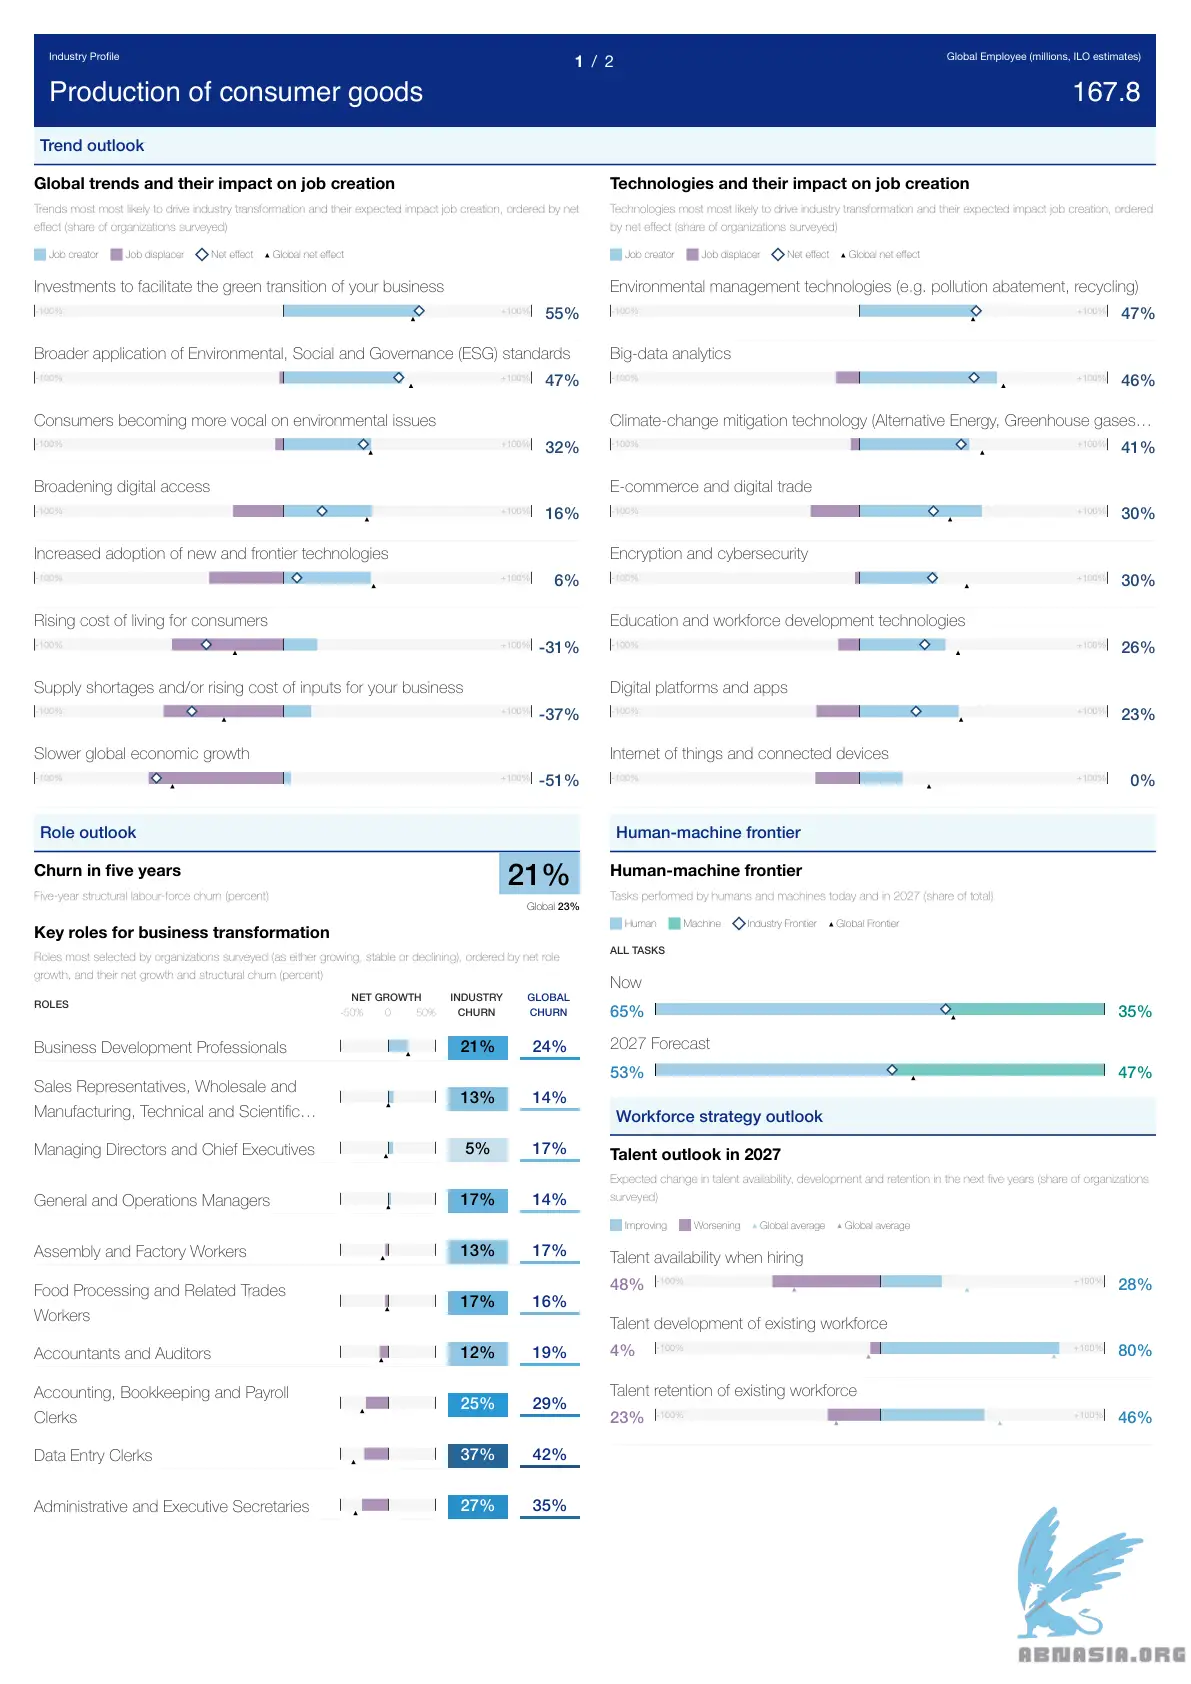 Industry Profile
1 / 2
Global Employee (millions, ILO estimates)
Production of consumer goods
167.8
Trend outlook
Global trends and their impact on job creation
Trends most most likely to drive industry transformation and their expected impact job creation, ordered by net
effect (share of organizations surveyed)
Job creator Job displacer Net effect Global net effect
Investments to facilitate the green transition of your business
-100% +100% 55%
Broader application of Environmental, Social and Governance (ESG) standards
-100% +100% 47%
Consumers becoming more vocal on environmental issues
-100% +100% 32%
Broadening digital access
-100% +100% 16%
Increased adoption of new and frontier technologies
-100% +100% 6%
Rising cost of living for consumers
-100% +100% -31%
Supply shortages and/or rising cost of inputs for your business
-100% +100% -37%
Slower global economic growth
-100% +100% -51%
Technologies and their impact on job creation
Technologies most most likely to drive industry transformation and their expected impact job creation, ordered
by net effect (share of organizations surveyed)
Job creator Job displacer Net effect Global net effect
Environmental management technologies (e.g. pollution abatement, recycling)
-100% +100% 47%
Big-data analytics
-100% +100% 46%
Climate-change mitigation technology (Alternative Energy, Greenhouse gases…
-100% +100% 41%
E-commerce and digital trade
-100% +100% 30%
Encryption and cybersecurity
-100% +100% 30%
Education and workforce development technologies
-100% +100% 26%
Digital platforms and apps
-100% +100% 23%
Internet of things and connected devices
-100% +100% 0%
Role outlook
Churn in five years
21%
Five-year structural labour-force churn (percent)
Global 23%
Key roles for business transformation
Roles most selected by organizations surveyed (as either growing, stable or declining), ordered by net role
growth, and their net growth and structural churn (percent)
ROLES NET GROWTH INDUSTRY CHURN GLOBAL CHURN
-50% 0 50%
Business Development Professionals 21% 24%
Sales Representatives, Wholesale and
Manufacturing, Technical and Scientific… 13% 14%
Managing Directors and Chief Executives 5% 17%
General and Operations Managers 17% 14%
Assembly and Factory Workers 13% 17%
Food Processing and Related Trades
Workers 17% 16%
Accountants and Auditors 12% 19%
Accounting, Bookkeeping and Payroll
Clerks 25% 29%
Data Entry Clerks 37% 42%
Administrative and Executive Secretaries 27% 35%
Human-machine frontier
Human-machine frontier
Tasks performed by humans and machines today and in 2027 (share of total)
Human Machine Industry Frontier Global Frontier
ALL TASKS
Now
65% 35%
2027 Forecast
53% 47%
Workforce strategy outlook
Talent outlook in 2027
Expected change in talent availability, development and retention in the next five years (share of organizations
surveyed)
Improving Worsening Global average Global average
Talent availability when hiring
48% -100% +100% 28%
Talent development of existing workforce
4% -100% +100% 80%
Talent retention of existing workforce
23% -100% +100% 46%
ABNASIA.ORG